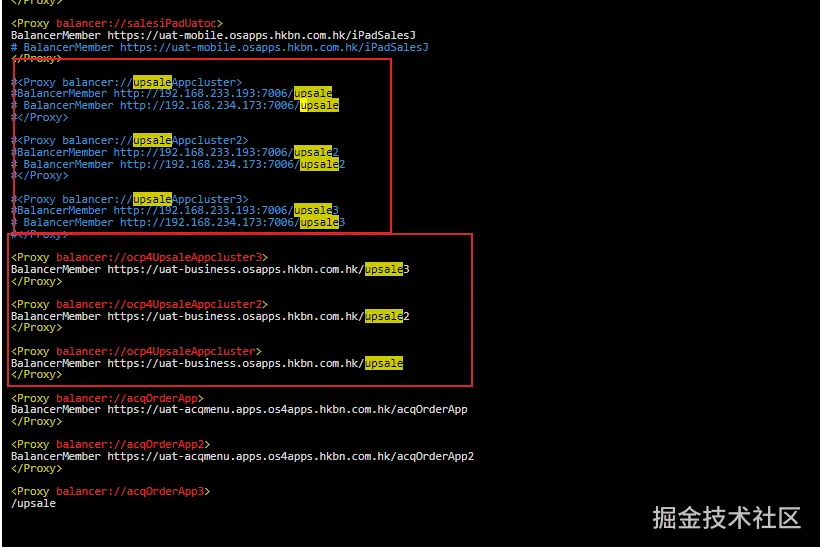 </Proxy>
<Proxy balancer://salesiPadUatoc>
BalancerMember https://uat-mobile.osapps.hkbn.com.hk/iPadSalesJ
# BalancerMember https://uat-mobile.osapps.hkbn.com.hk/iPadSalesJ
</Proxy>
#<Proxy balancer://upsaleAppcluster>
#BalancerMember http://192.168.233.193:7006/upsale
# BalancerMember http://192.168.234.173:7006/upsale
#</Proxy>
#<Proxy balancer://upsaleAppcluster2>
#BalancerMember http://192.168.233.193:7006/upsale2
# BalancerMember http://192.168.234.173:7006/upsale2
#</Proxy>
#<Proxy balancer://upsaleAppcluster3>
#BalancerMember http://192.168.233.193:7006/upsale3
# BalancerMember http://192.168.234.173:7006/upsale3
#</Proxy>
<Proxy balancer://ocp4UpsaleAppcluster3>
BalancerMember https://uat-business.osapps.hkbn.com.hk/upsale3
</Proxy>
<Proxy balancer://ocp4UpsaleAppcluster2>
BalancerMember https://uat-business.osapps.hkbn.com.hk/upsale2
</Proxy>
<Proxy balancer://ocp4UpsaleAppcluster>
BalancerMember https://uat-business.osapps.hkbn.com.hk/upsale
</Proxy>
<Proxy balancer://acqOrderApp>
BalancerMember https://uat-acqmenu.apps.os4apps.hkbn.com.hk/acqOrderApp
</Proxy>
<Proxy balancer://acqOrderApp2>
BalancerMember https://uat-acqmenu.apps.os4apps.hkbn.com.hk/acqOrderApp2
</Proxy>
<Proxy balancer://acqOrderApp3>
/upsale
掘金技术社区